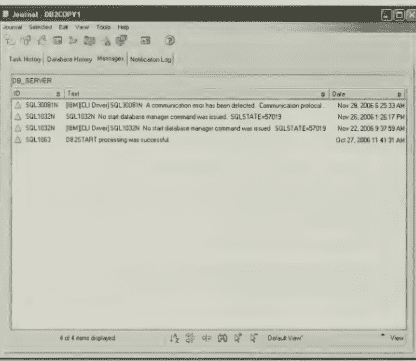 Journal - DB2COPY1
Journal Selected Edit View Tools Help
Task History Database History Messages Notification Log
DB_SERVER
ID Text Date
SQL30081N [IBM][CLI Driver] SQL30081N A communication error has been detected. Communication protocol Nov 29, 2006 6 25 33 AM
SQL1032N SQL1032N No start database manager command was issued. SQLSTATE=57019 Nov 26, 2006 1 26 17 PM
SQL1032N [IBM][CLI Driver] SQL1032N No start database manager command was issued SQLSTATE=57019 Nov 22, 2006 9 37 59 AM
SQL1063 DB2START processing was successful. Oct 27, 2006 11 41 31 AM
4 of 4 items displayed Default View* View